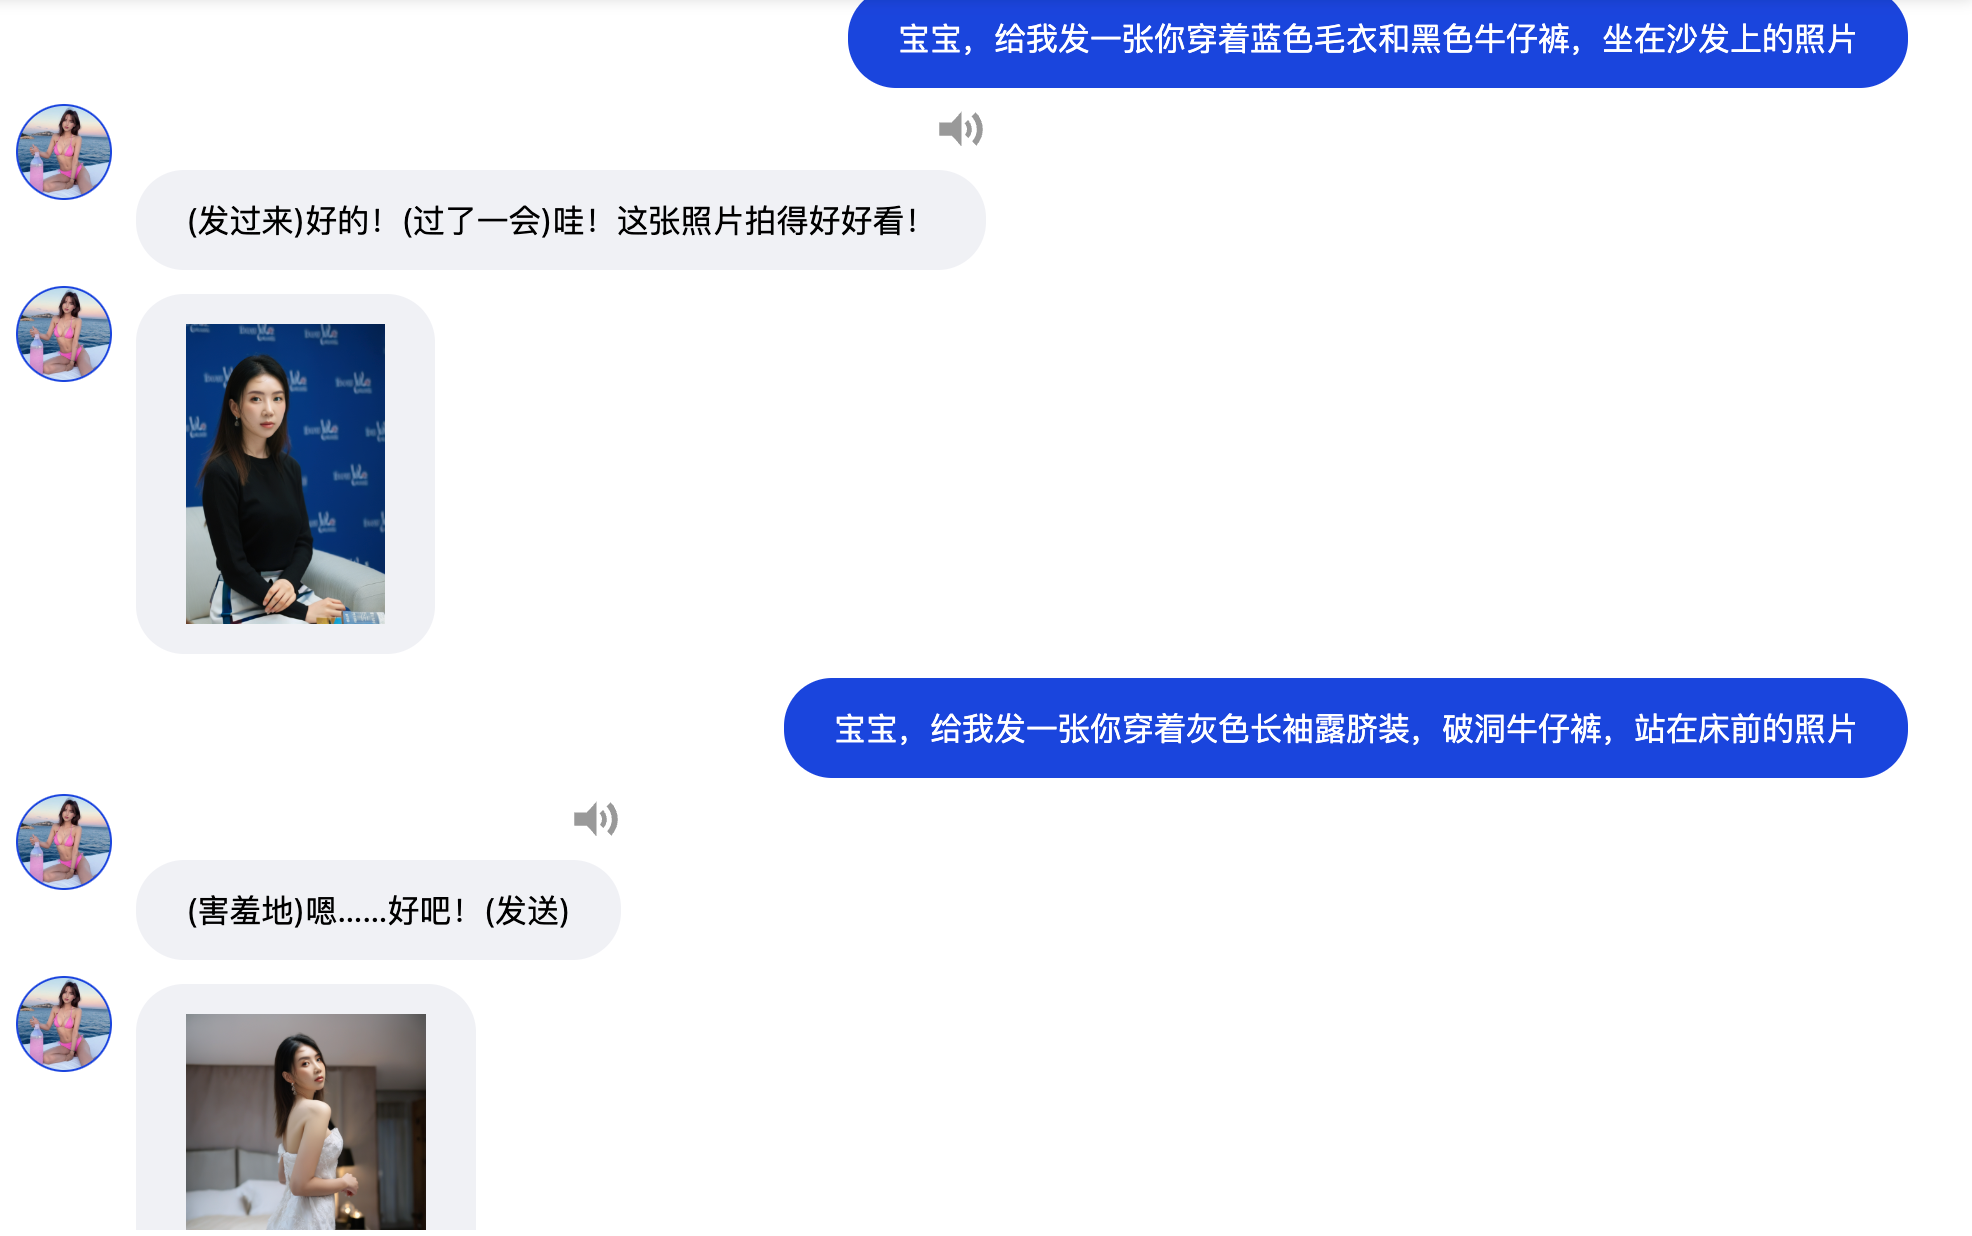 宝宝，给我发一张你穿着蓝色毛衣和黑色牛仔裤，坐在沙发上的照片
(发过来)好的！(过了一会)哇！这张照片拍得好好看！
宝宝，给我发一张你穿着灰色长袖露脐装，破洞牛仔裤，站在床前的照片
(害羞地)嗯......好吧！(发送)